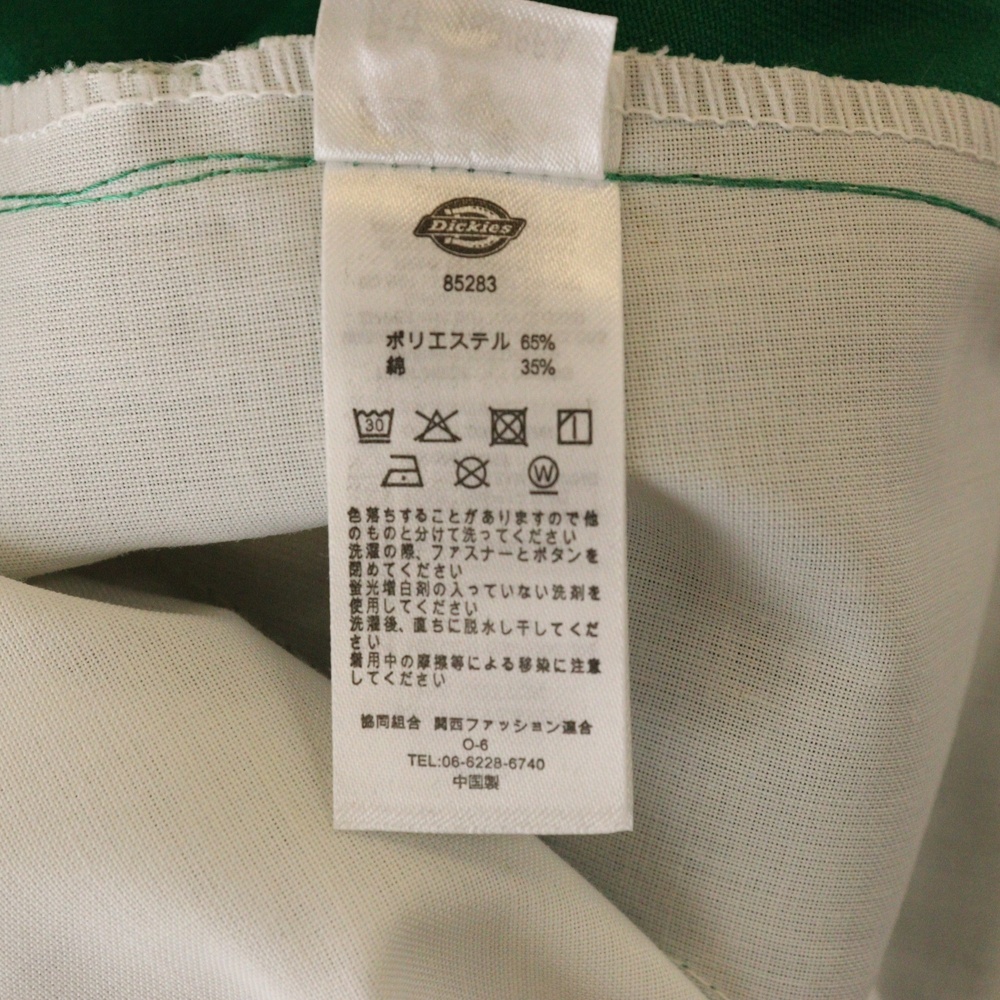 Dickies
85283
ポリエステル 65%
綿 35%
30
W
色落ちすることがありますので他
のものと分けて洗ってください
洗濯の際、ファスナーとボタンを
閉めてください
蛍光増白剤の入っていない洗剤を
使用してください
洗濯後、直ちに脱水し干してくだ
さい
着用中の摩擦等による移染に注意
してください
協同組合 関西ファッション連合
O-6
TEL:06-6228-6740
中国製